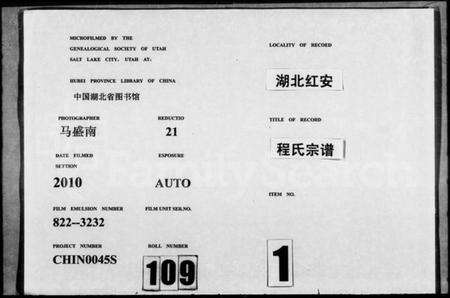 MICROFILMED BY THE
GENEALOGICAL SOCIETY OF UTAH
SALT LAKE CITY, UTAH AT.
HUBEI PROVINCE LIBRARY OF CHINA
中国湖北省图书馆
PHOTOGRAPHER REDUCTIO
马盛南 21
DATE FILMED EXPOSURE
SETTION
2010 AUTO
FILM EMULSION NUMBER FILM UNIT SER.NO.
822--3232
PROJECT NUMBER ROLL NUMBER
CHIN0045S 109
LOCALITY OF RECORD
湖北红安
TITLE OF RECORD
程氏宗谱
ITEM NO.
1